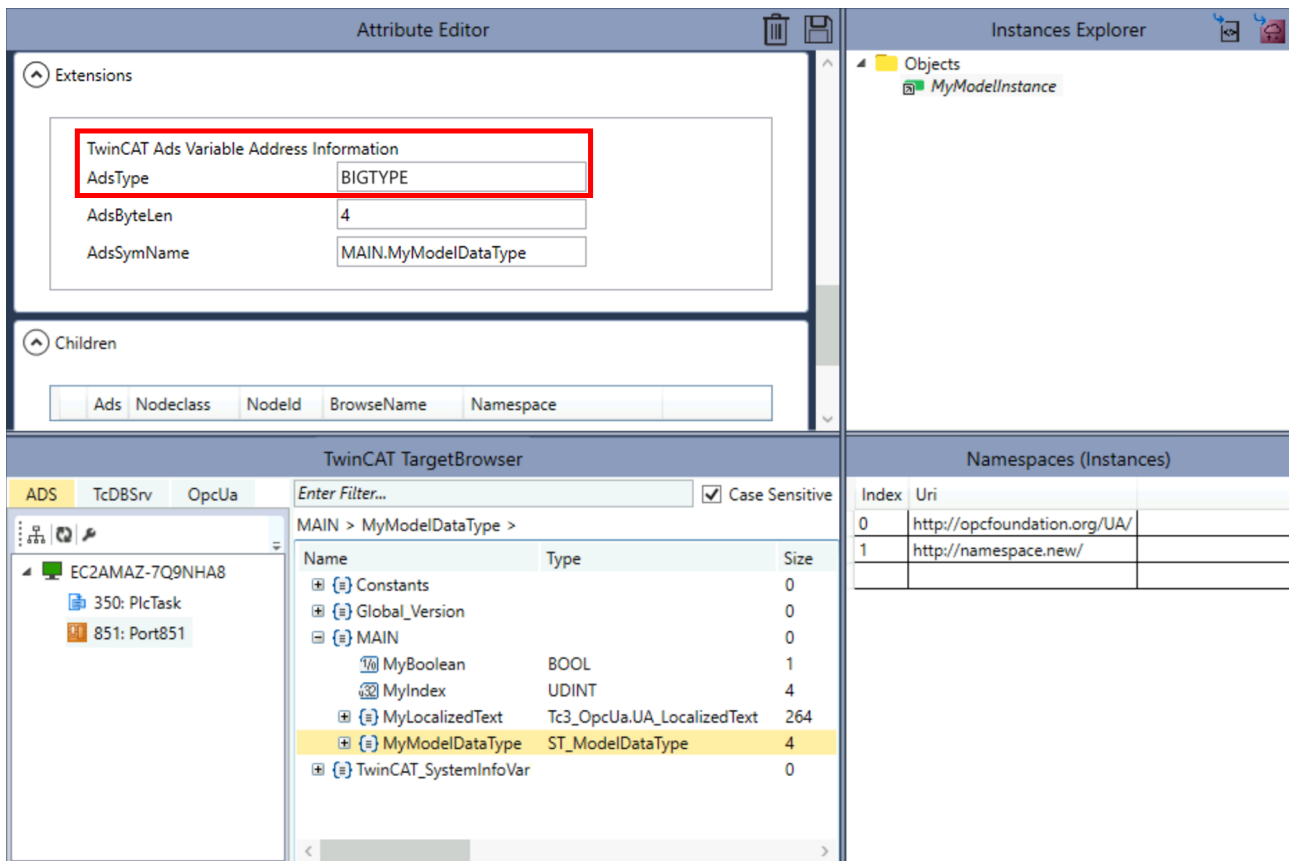 Attribute Editor
Extensions
TwinCAT Ads Variable Address Information
AdsType BIGTYPE
AdsByteLen 4
AdsSymName MAIN.MyModelDataType
Children
Ads Nodeclass NodeId BrowseName Namespace
Instances Explorer
Objects
MyModelInstance
TwinCAT TargetBrowser
ADS TcDBSrv OpcUa
EC2AMAZ-7Q9NHA8
350: PlcTask
851: Port851
Enter Filter... Case Sensitive
MAIN > MyModelDataType >
Name Type Size
Constants 0
Global_Version 0
MAIN 0
MyBoolean BOOL 1
MyIndex UDINT 4
MyLocalizedText Tc3_OpcUa.UA_LocalizedText 264
MyModelDataType ST_ModelDataType 4
TwinCAT_SystemInfoVar 0
Namespaces (Instances)
Index Uri
0 http://opcfoundation.org/UA/
1 http://namespace.new/